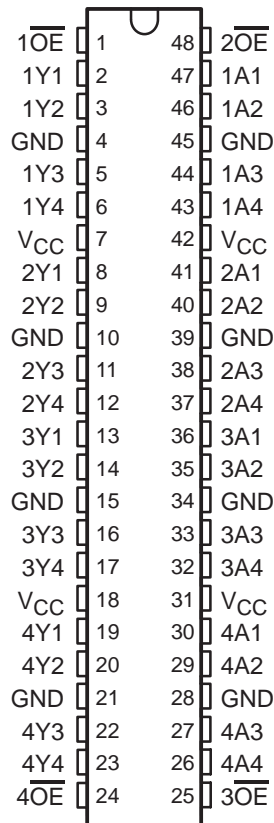 1O̅E̅ 1 48 2O̅E̅
1Y1 2 47 1A1
1Y2 3 46 1A2
GND 4 45 GND
1Y3 5 44 1A3
1Y4 6 43 1A4
VCC 7 42 VCC
2Y1 8 41 2A1
2Y2 9 40 2A2
GND 10 39 GND
2Y3 11 38 2A3
2Y4 12 37 2A4
3Y1 13 36 3A1
3Y2 14 35 3A2
GND 15 34 GND
3Y3 16 33 3A3
3Y4 17 32 3A4
VCC 18 31 VCC
4Y1 19 30 4A1
4Y2 20 29 4A2
GND 21 28 GND
4Y3 22 27 4A3
4Y4 23 26 4A4
4O̅E̅ 24 25 3O̅E̅